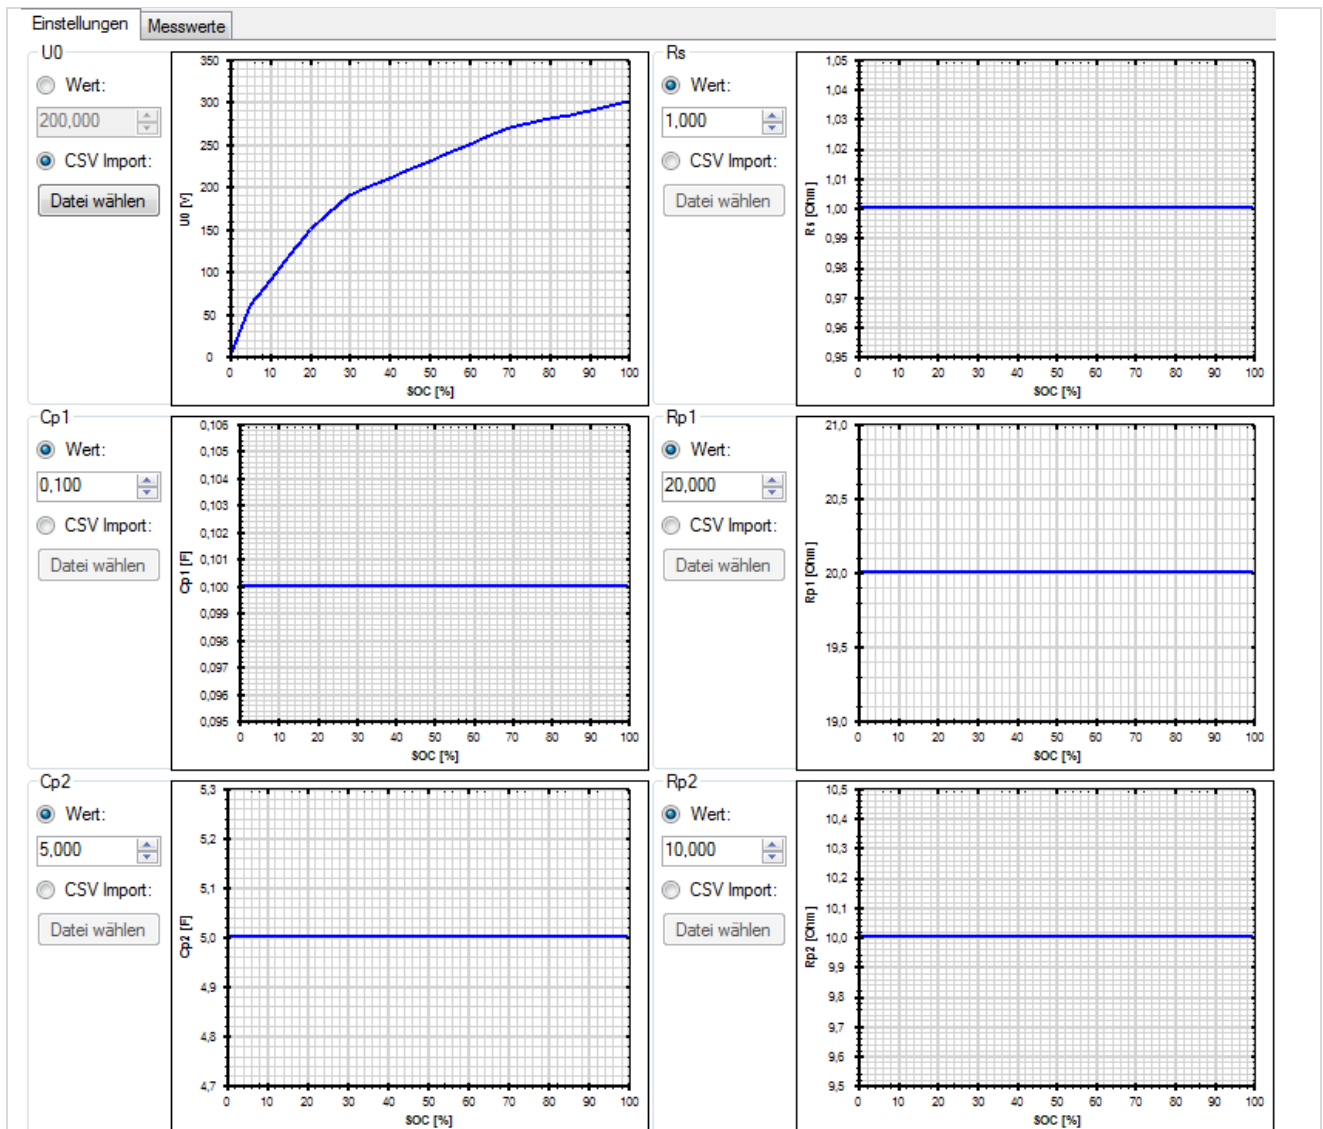 Einstellungen
Messwerte
U0
Wert:
200,000
CSV Import:
Datei wählen
350
300
250
200
150
100
50
0
U0 [V]
0 10 20 30 40 50 60 70 80 90 100
SOC [%]
Rs
Wert:
1,000
CSV Import:
Datei wählen
1,05
1,04
1,03
1,02
1,01
1,00
0,99
0,98
0,97
0,96
0,95
Rs [Ohm]
0 10 20 30 40 50 60 70 80 90 100
SOC [%]
Cp1
Wert:
0,100
CSV Import:
Datei wählen
0,106
0,105
0,104
0,103
0,102
0,101
0,100
0,099
0,098
0,097
0,096
0,095
Cp1 [F]
0 10 20 30 40 50 60 70 80 90 100
SOC [%]
Rp1
Wert:
20,000
CSV Import:
Datei wählen
21,0
20,5
20,0
19,5
19,0
Rp1 [Ohm]
0 10 20 30 40 50 60 70 80 90 100
SOC [%]
Cp2
Wert:
5,000
CSV Import:
Datei wählen
5,3
5,2
5,1
5,0
4,9
4,8
4,7
Cp2 [F]
0 10 20 30 40 50 60 70 80 90 100
SOC [%]
Rp2
Wert:
10,000
CSV Import:
Datei wählen
10,5
10,4
10,3
10,2
10,1
10,0
9,9
9,8
9,7
9,6
9,5
Rp2 [Ohm]
0 10 20 30 40 50 60 70 80 90 100
SOC [%]